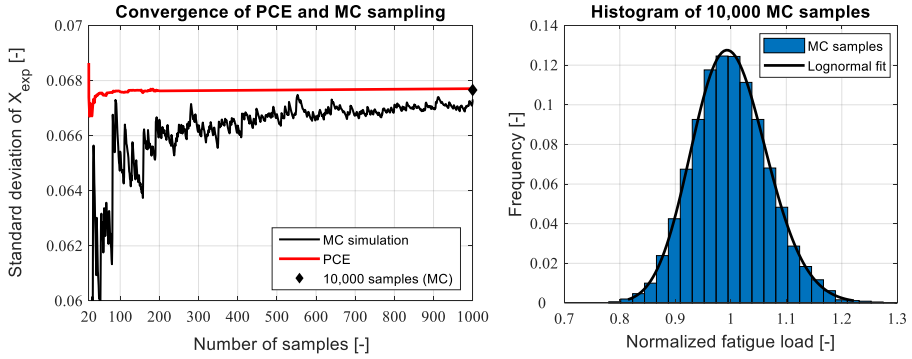 Convergence of PCE and MC sampling
0.07
0.068
0.066
0.064
0.062
0.06
Standard deviation of X_exp [-]
MC simulation
PCE
10,000 samples (MC)
20 100 200 300 400 500 600 700 800 900 1000
Number of samples [-]
Histogram of 10,000 MC samples
0.14
0.12
0.1
0.08
0.06
0.04
0.02
0
Frequency [-]
MC samples
Lognormal fit
0.7 0.8 0.9 1 1.1 1.2 1.3
Normalized fatigue load [-]